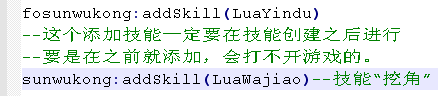 fosunwukong:addSkill(LuaYindu)
--这个添加技能一定要在技能创建之后进行
--要是在之前就添加，会打不开游戏的。
sunwukong:addSkill(LuaWajiao)--技能“挖角”